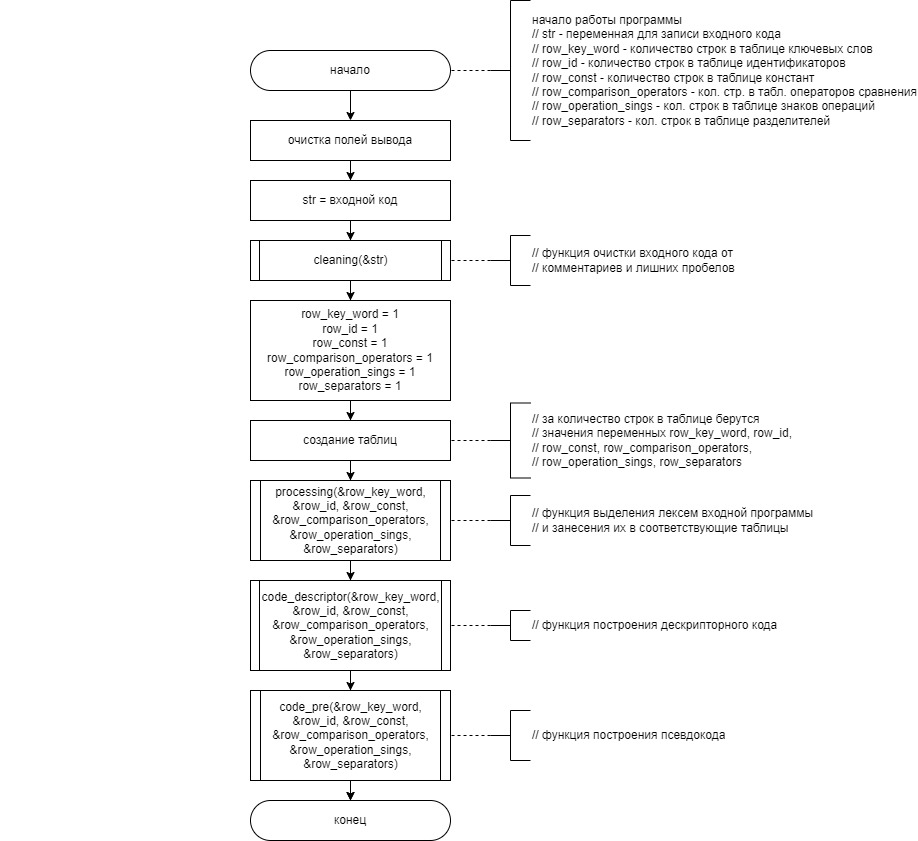 начало
начало работы программы
// str - переменная для записи входного кода
// row_key_word - количество строк в таблице ключевых слов
// row_id - количество строк в таблице идентификаторов
// row_const - количество строк в таблице констант
// row_comparison_operators - кол. стр. в табл. операторов сравнения
// row_operation_sings - кол. строк в таблице знаков операций
// row_separators - кол. строк в таблице разделителей
очистка полей вывода
str = входной код
cleaning(&str)
// функция очистки входного кода от
// комментариев и лишних пробелов
row_key_word = 1
row_id = 1
row_const = 1
row_comparison_operators = 1
row_operation_sings = 1
row_separators = 1
создание таблиц
// за количество строк в таблице берутся
// значения переменных row_key_word, row_id,
// row_const, row_comparison_operators,
// row_operation_sings, row_separators
processing(&row_key_word,
&row_id, &row_const,
&row_comparison_operators,
&row_operation_sings,
&row_separators)
// функция выделения лексем входной программы
// и занесения их в соответствующие таблицы
code_descriptor(&row_key_word,
&row_id, &row_const,
&row_comparison_operators,
&row_operation_sings,
&row_separators)
// функция построения дескрипторного кода
code_pre(&row_key_word,
&row_id, &row_const,
&row_comparison_operators,
&row_operation_sings,
&row_separators)
// функция построения псевдокода
конец